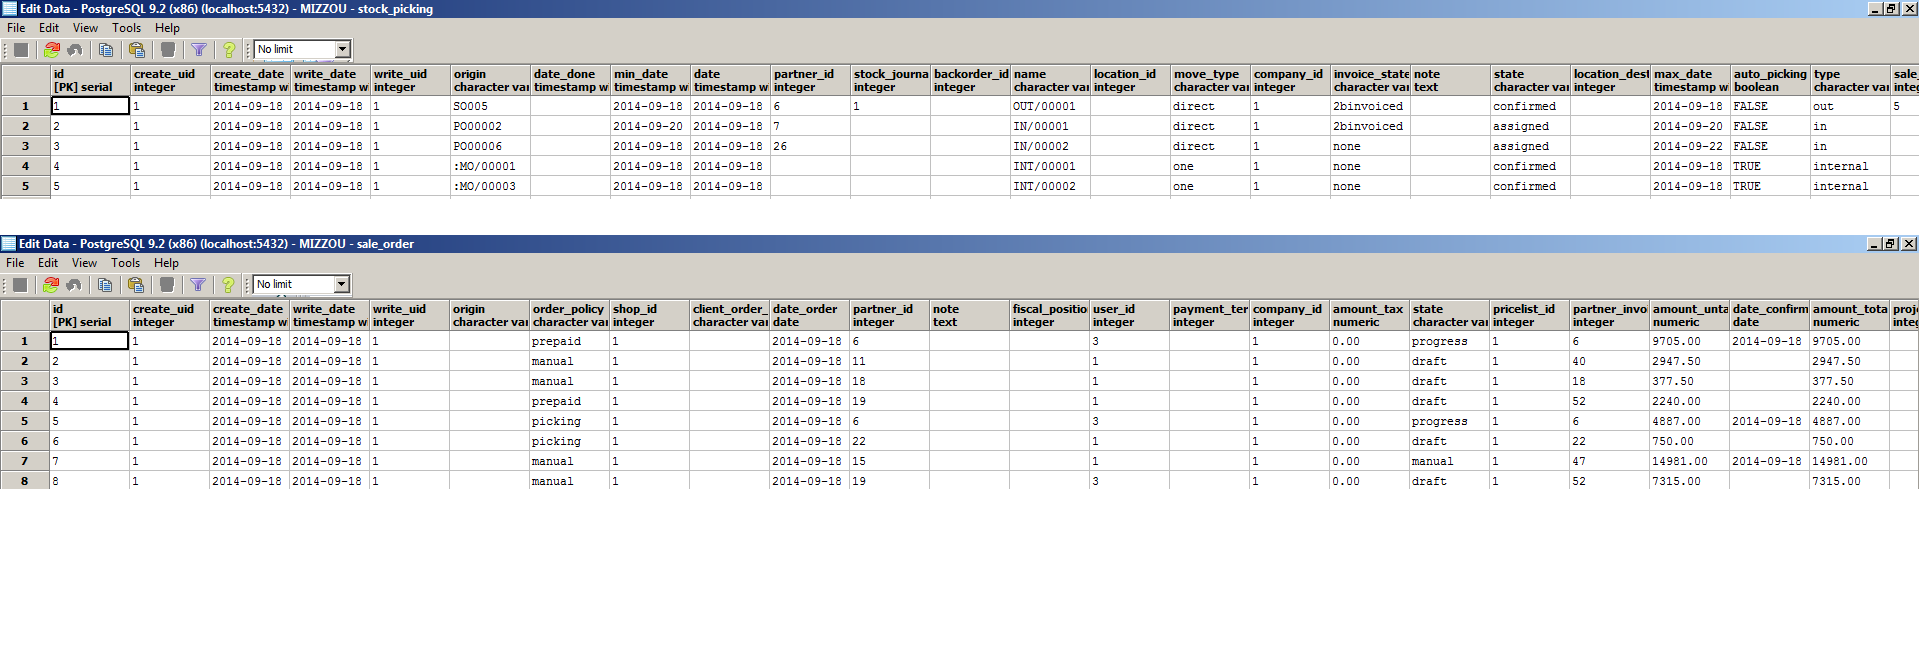 Edit Data - PostgreSQL 9.2 (x86) (localhost:5432) - MIZZOU - stock_picking
File Edit View Tools Help
No limit
id create_uid create_date write_date write_uid origin date_done min_date date partner_id stock_journa backorder_id name location_id move_type company_id invoice_state note state location_dest max_date auto_picking type sale_
[PK] serial integer timestamp w timestamp w integer character var timestamp w timestamp w timestamp w integer integer integer character var integer character var integer character var text character var integer timestamp w boolean character var integ
1 1 1 2014-09-18 2014-09-18 1 SO005 2014-09-18 2014-09-18 6 1 OUT/00001 direct 1 2binvoiced confirmed 2014-09-18 FALSE out 5
2 2 1 2014-09-18 2014-09-18 1 PO00002 2014-09-20 2014-09-18 7 IN/00001 direct 1 2binvoiced assigned 2014-09-20 FALSE in
3 3 1 2014-09-18 2014-09-18 1 PO00006 2014-09-18 2014-09-18 26 IN/00002 direct 1 none assigned 2014-09-22 FALSE in
4 4 1 2014-09-18 2014-09-18 1 :MO/00001 2014-09-18 2014-09-18 INT/00001 one 1 none confirmed 2014-09-18 TRUE internal
5 5 1 2014-09-18 2014-09-18 1 :MO/00003 2014-09-18 2014-09-18 INT/00002 one 1 none confirmed 2014-09-18 TRUE internal
Edit Data - PostgreSQL 9.2 (x86) (localhost:5432) - MIZZOU - sale_order
File Edit View Tools Help
No limit
id create_uid create_date write_date write_uid origin order_policy shop_id client_order_ date_order partner_id note fiscal_positio user_id payment_ter company_id amount_tax state pricelist_id partner_invo amount_unta date_confirm amount_tota proj
[PK] serial integer timestamp w timestamp w integer character var character var integer character var date integer text integer integer integer integer numeric character var integer integer numeric date numeric integ
1 1 1 2014-09-18 2014-09-18 1 prepaid 1 2014-09-18 6 3 1 0.00 progress 1 6 9705.00 2014-09-18 9705.00
2 2 1 2014-09-18 2014-09-18 1 manual 1 2014-09-18 11 1 1 0.00 draft 1 40 2947.50 2947.50
3 3 1 2014-09-18 2014-09-18 1 manual 1 2014-09-18 18 1 1 0.00 draft 1 18 377.50 377.50
4 4 1 2014-09-18 2014-09-18 1 prepaid 1 2014-09-18 19 1 1 0.00 draft 1 52 2240.00 2240.00
5 5 1 2014-09-18 2014-09-18 1 picking 1 2014-09-18 6 3 1 0.00 progress 1 6 4887.00 2014-09-18 4887.00
6 6 1 2014-09-18 2014-09-18 1 picking 1 2014-09-18 22 1 1 0.00 draft 1 22 750.00 750.00
7 7 1 2014-09-18 2014-09-18 1 manual 1 2014-09-18 15 1 1 0.00 manual 1 47 14981.00 2014-09-18 14981.00
8 8 1 2014-09-18 2014-09-18 1 manual 1 2014-09-18 19 3 1 0.00 draft 1 52 7315.00 7315.00